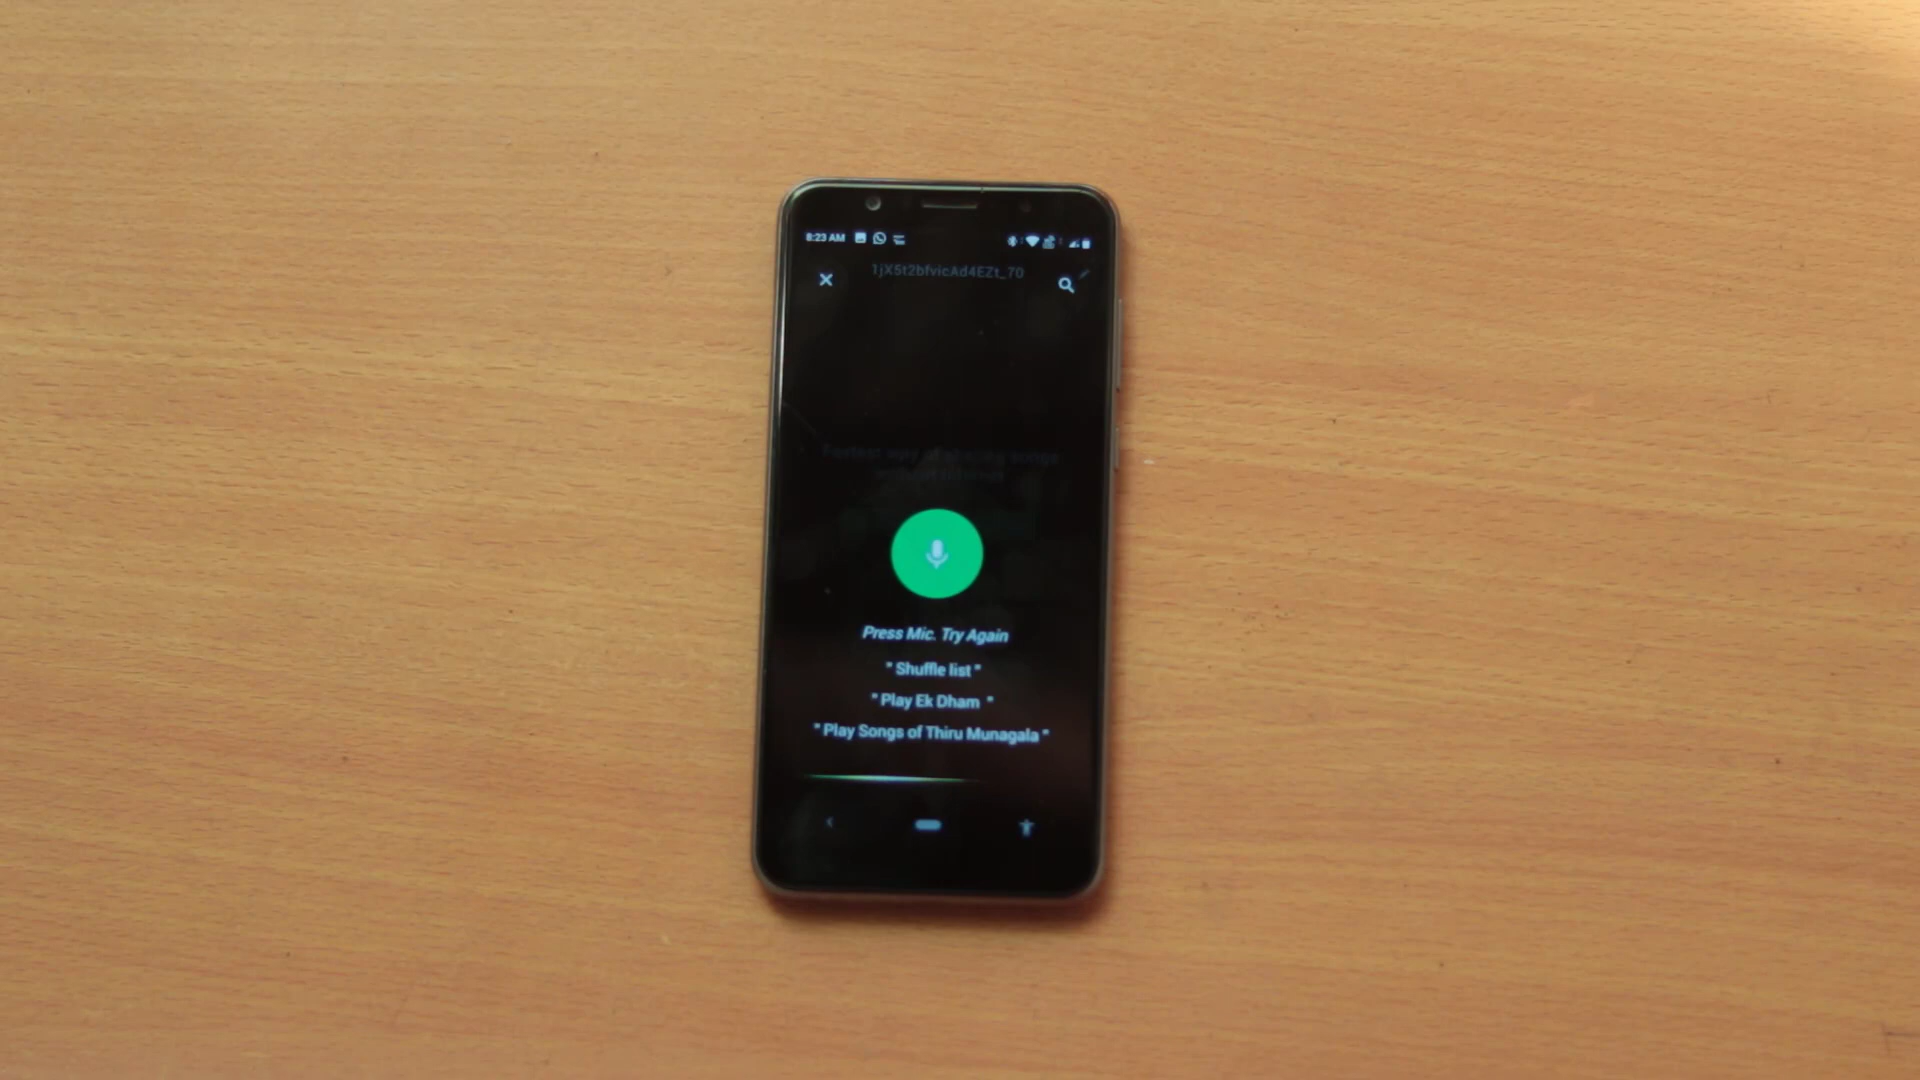 8:23 AM
1jX5t2bfvicAd4EZt_70
Press Mic. Try Again
" Shuffle list "
" Play Ek Dham "
" Play Songs of Thiru Munagala "